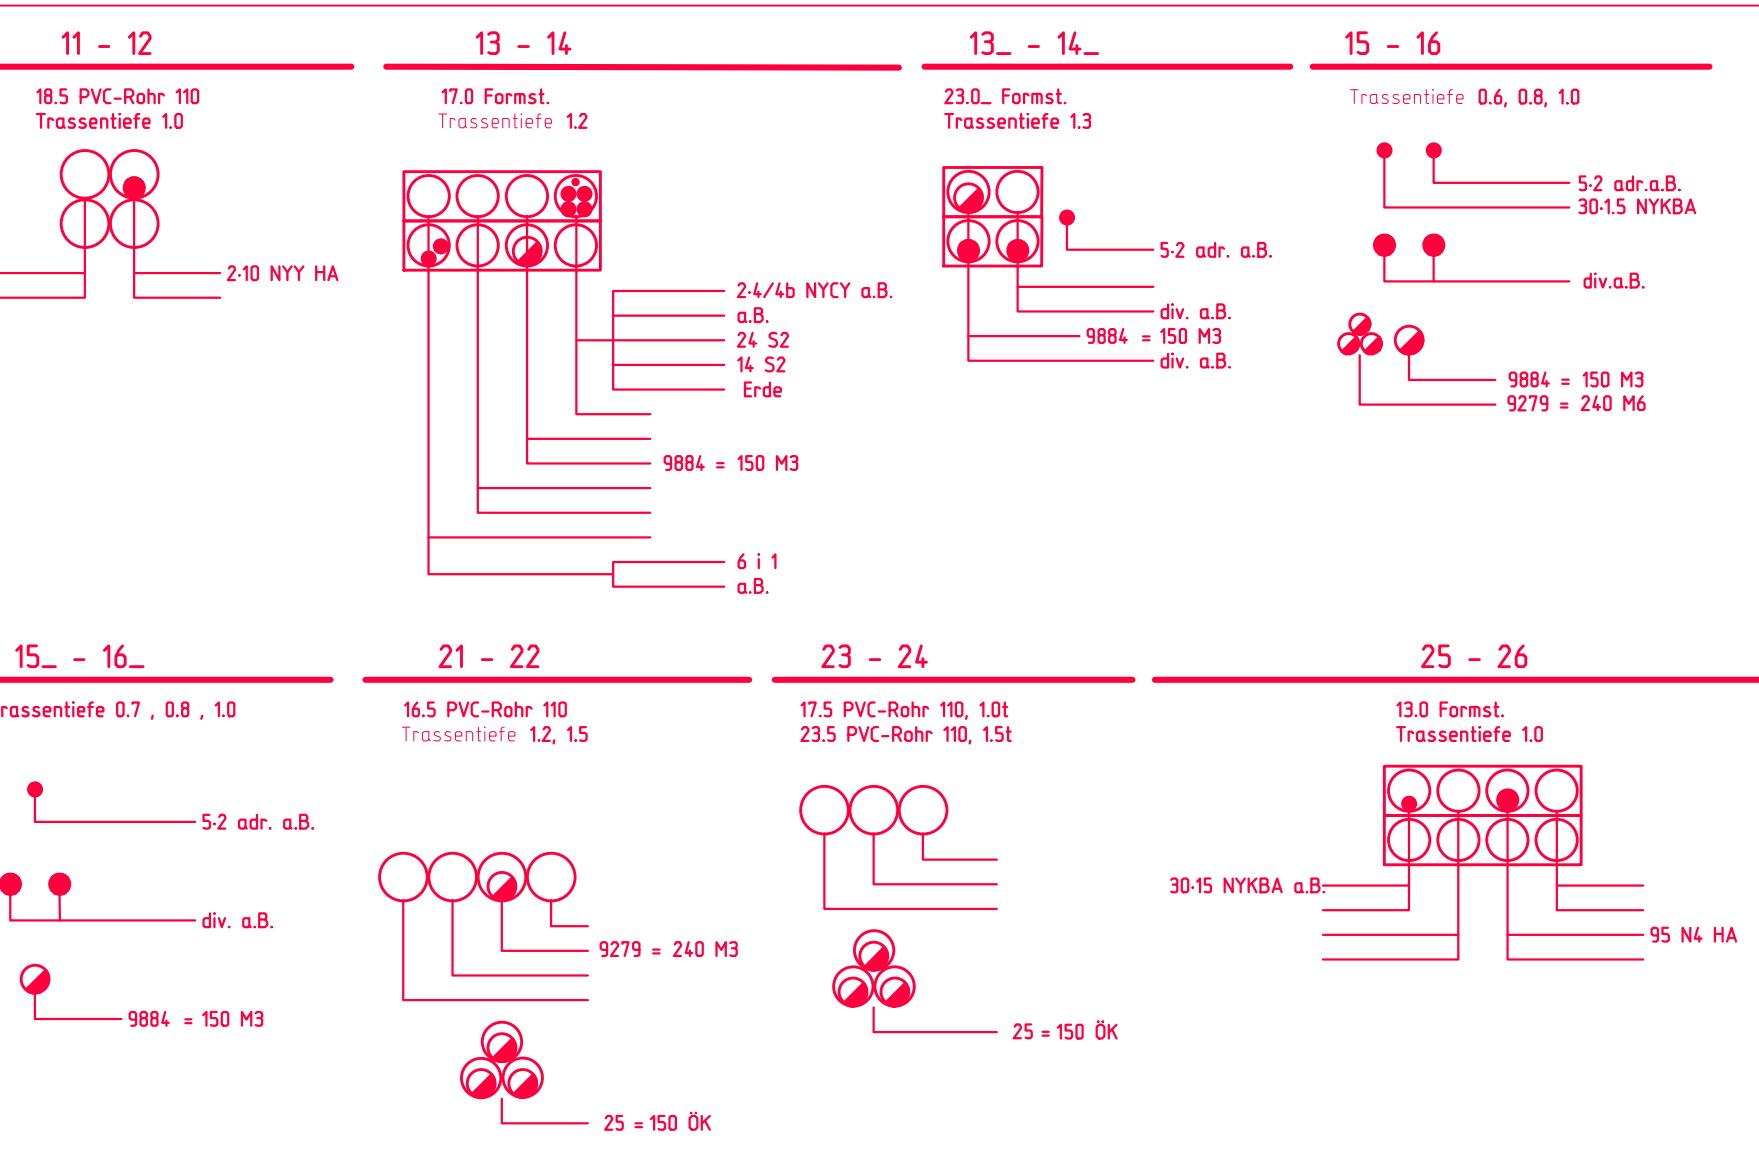 11 - 12
18.5 PVC-Rohr 110
Trassentiefe 1.0
2·10 NYY HA
13 - 14
17.0 Formst.
Trassentiefe 1.2
2·4/4b NYCY a.B.
a.B.
24 S2
14 S2
Erde
9884 = 150 M3
6 i 1
a.B.
13_ - 14_
23.0_ Formst.
Trassentiefe 1.3
5·2 adr. a.B.
div. a.B.
9884 = 150 M3
div. a.B.
15 - 16
Trassentiefe 0.6, 0.8, 1.0
5·2 adr.a.B.
30·1.5 NYKBA
div.a.B.
9884 = 150 M3
9279 = 240 M6
15_ - 16_
rassentiefe 0.7 , 0.8 , 1.0
5·2 adr. a.B.
div. a.B.
9884 = 150 M3
21 - 22
16.5 PVC-Rohr 110
Trassentiefe 1.2, 1.5
9279 = 240 M3
25 = 150 ÖK
23 - 24
17.5 PVC-Rohr 110, 1.0t
23.5 PVC-Rohr 110, 1.5t
25 = 150 ÖK
25 - 26
13.0 Formst.
Trassentiefe 1.0
30·15 NYKBA a.B.
95 N4 HA